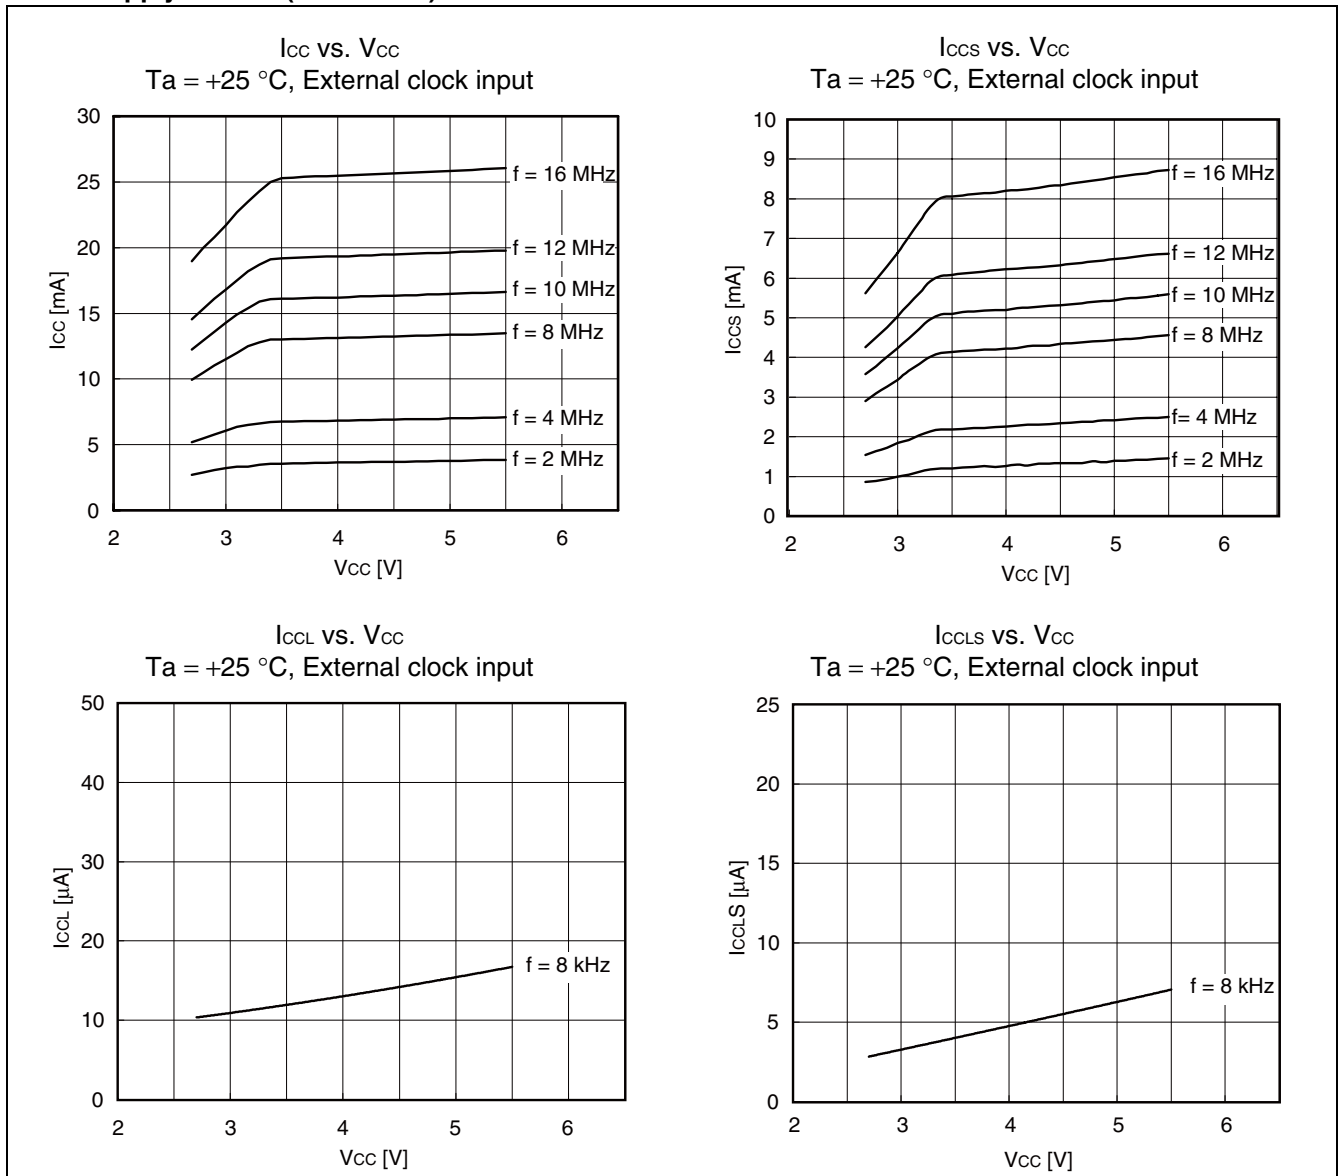 Icc vs. Vcc
Ta = +25 °C, External clock input
30
25
20
15
10
5
0
2 3 4 5 6
Icc [mA]
Vcc [V]
f = 16 MHz
f = 12 MHz
f = 10 MHz
f = 8 MHz
f = 4 MHz
f = 2 MHz
Iccs vs. Vcc
Ta = +25 °C, External clock input
10
9
8
7
6
5
4
3
2
1
0
2 3 4 5 6
Iccs [mA]
Vcc [V]
f = 16 MHz
f = 12 MHz
f = 10 MHz
f = 8 MHz
f= 4 MHz
f = 2 MHz
ICCL vs. Vcc
Ta = +25 °C, External clock input
50
40
30
20
10
0
2 3 4 5 6
ICCL [μA]
Vcc [V]
f = 8 kHz
ICCLS vs. Vcc
Ta = +25 °C, External clock input
25
20
15
10
5
0
2 3 4 5 6
ICCLS [μA]
Vcc [V]
f = 8 kHz